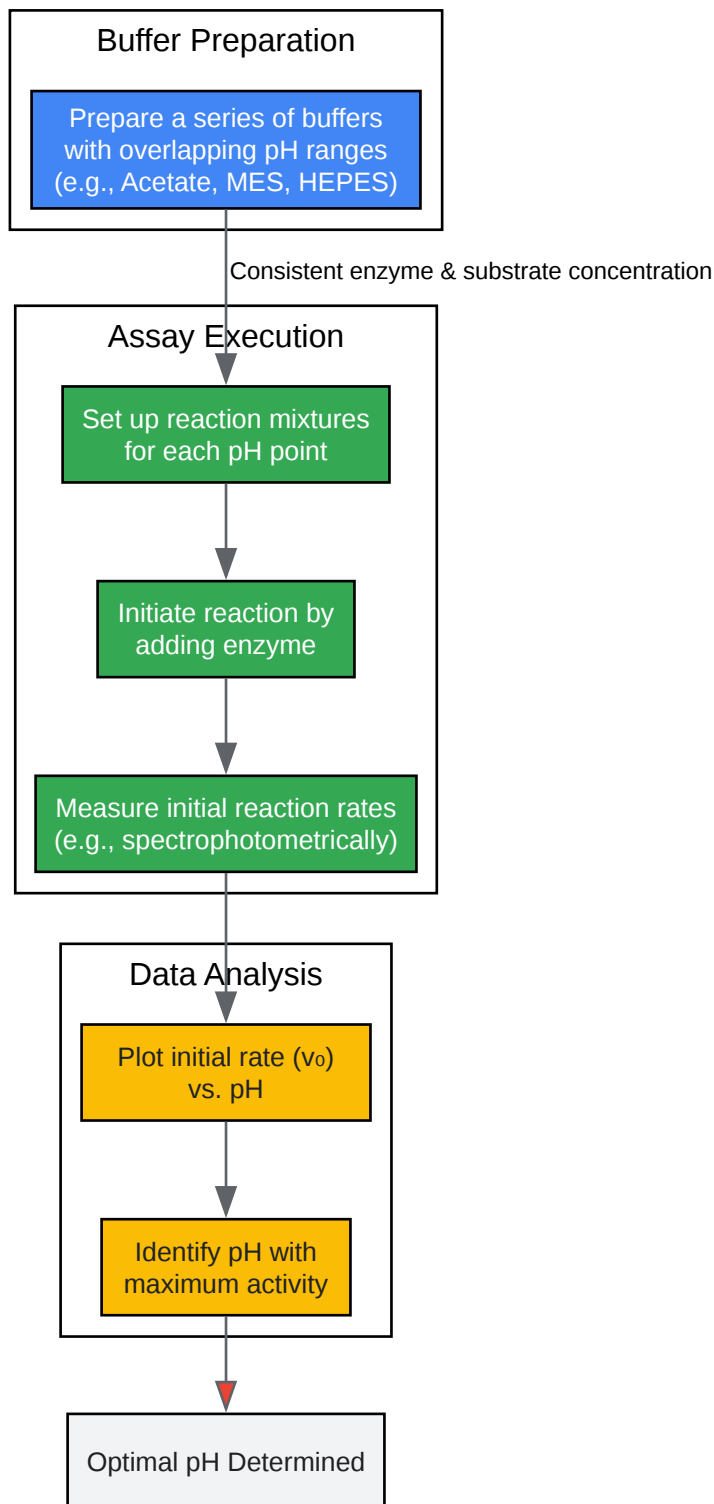 Buffer Preparation
Prepare a series of buffers
with overlapping pH ranges
(e.g., Acetate, MES, HEPES)
Consistent enzyme & substrate concentration
Assay Execution
Set up reaction mixtures
for each pH point
Initiate reaction by
adding enzyme
Measure initial reaction rates
(e.g., spectrophotometrically)
Data Analysis
Plot initial rate (v₀)
vs. pH
Identify pH with
maximum activity
Optimal pH Determined